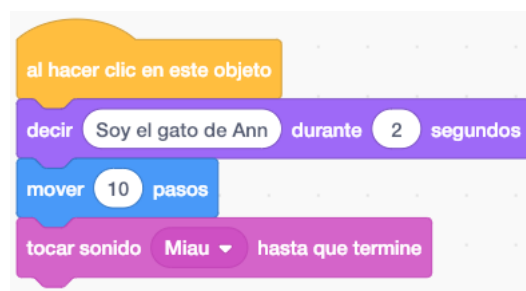 al hacer clic en este objeto
decir Soy el gato de Ann durante 2 segundos
mover 10 pasos
tocar sonido Miau hasta que termine